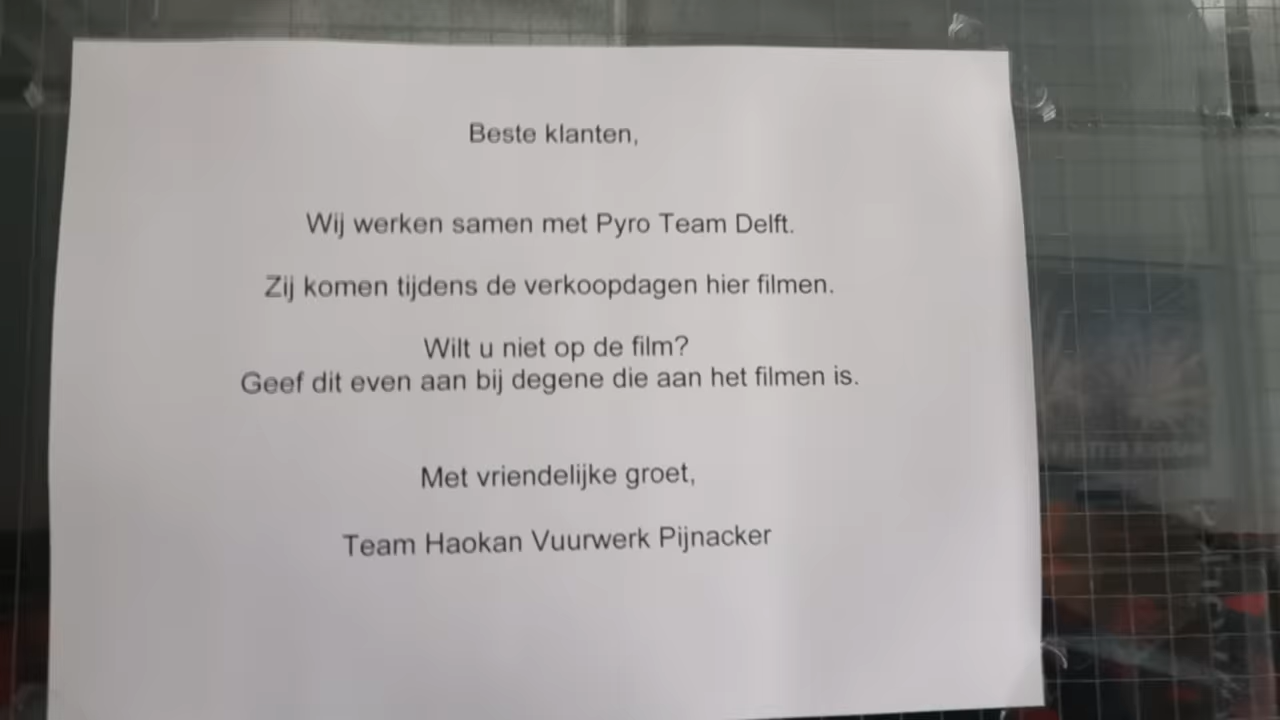 Beste klanten,
Wij werken samen met Pyro Team Delft.
Zij komen tijdens de verkoopdagen hier filmen.
Wilt u niet op de film?
Geef dit even aan bij degene die aan het filmen is.
Met vriendelijke groet,
Team Haokan Vuurwerk Pijnacker